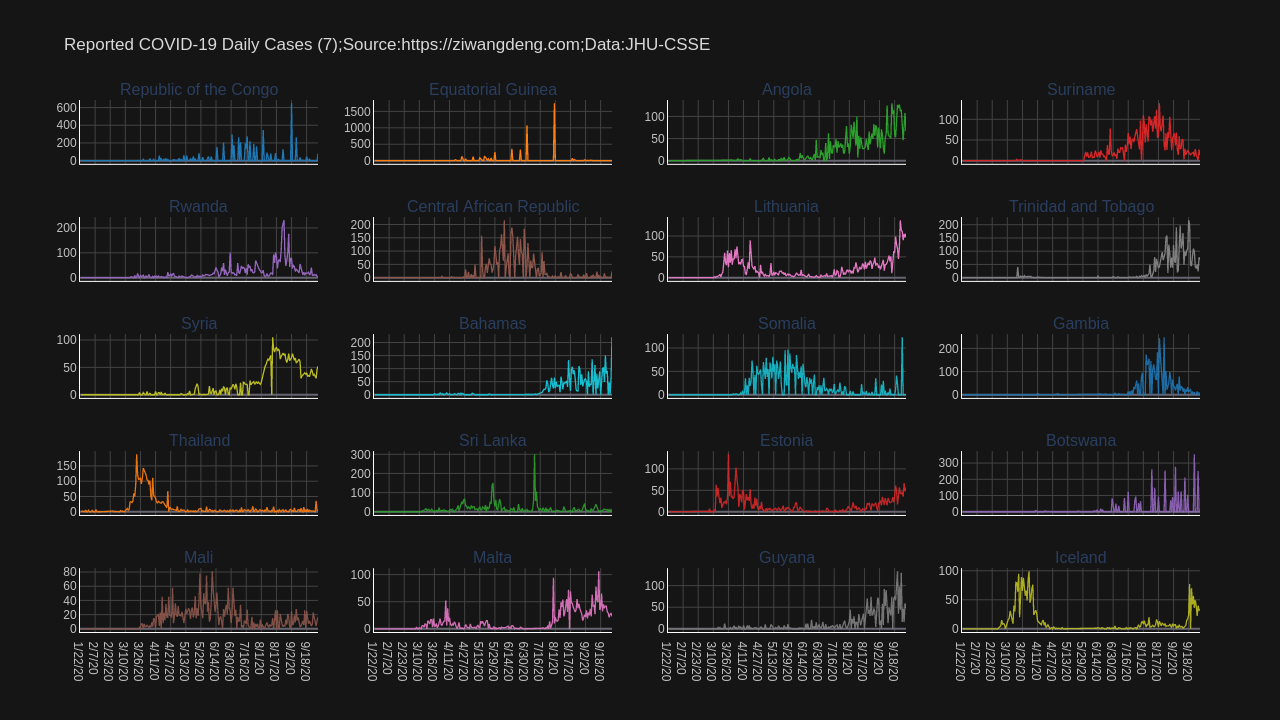 Reported COVID-19 Daily Cases (7);Source:https://ziwangdeng.com;Data:JHU-CSSE
Republic of the Congo
600
400
200
0
Equatorial Guinea
1500
1000
500
0
Angola
100
50
0
Suriname
100
50
0
Rwanda
200
100
0
Central African Republic
200
150
100
50
0
Lithuania
100
50
0
Trinidad and Tobago
200
150
100
50
0
Syria
100
50
0
Bahamas
200
150
100
50
0
Somalia
100
50
0
Gambia
200
100
0
Thailand
150
100
50
0
Sri Lanka
300
200
100
0
Estonia
100
50
0
Botswana
300
200
100
0
Mali
80
60
40
20
0
Malta
100
50
0
Guyana
100
50
0
Iceland
100
50
0
1/22/20 2/7/20 3/10/20 3/26/20 4/11/20 4/27/20 5/13/20 5/29/20 6/14/20 6/30/20 7/16/20 8/1/20 8/17/20 9/2/20 9/18/20
1/22/20 2/7/20 3/10/20 3/26/20 4/11/20 4/27/20 5/13/20 5/29/20 6/14/20 6/30/20 7/16/20 8/1/20 8/17/20 9/2/20 9/18/20
1/22/20 2/7/20 3/10/20 3/26/20 4/11/20 4/27/20 5/13/20 5/29/20 6/14/20 6/30/20 7/16/20 8/1/20 8/17/20 9/2/20 9/18/20
1/22/20 2/7/20 3/10/20 3/26/20 4/11/20 4/27/20 5/13/20 5/29/20 6/14/20 6/30/20 7/16/20 8/1/20 8/17/20 9/2/20 9/18/20